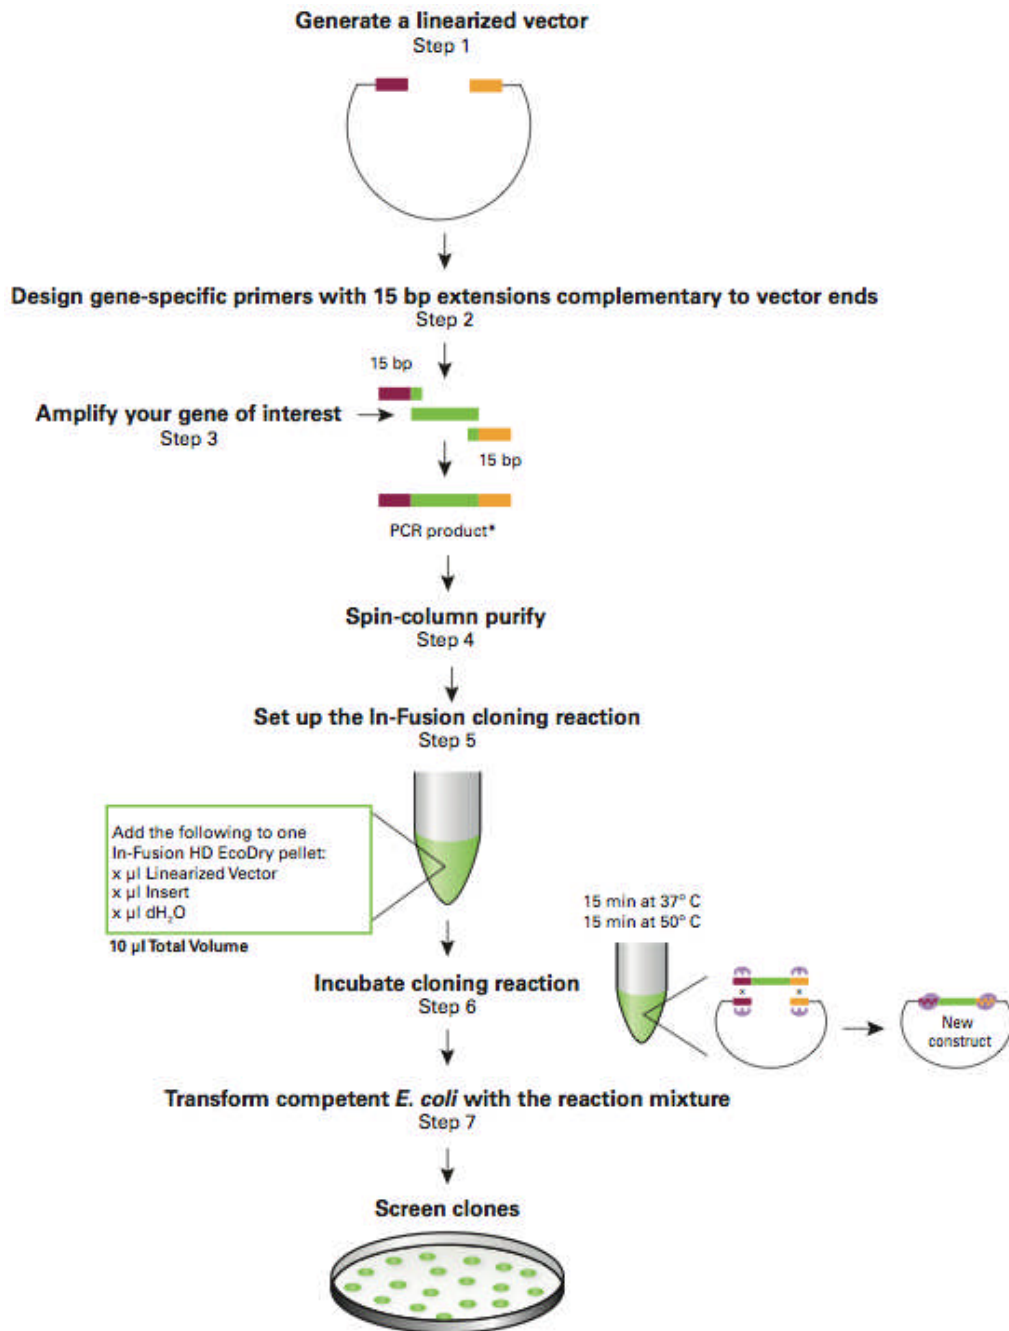 Generate a linearized vector
Step 1
Design gene-specific primers with 15 bp extensions complementary to vector ends
Step 2
15 bp
Amplify your gene of interest
Step 3
15 bp
PCR product*
Spin-column purify
Step 4
Set up the In-Fusion cloning reaction
Step 5
Add the following to one
In-Fusion HD EcoDry pellet:
x µl Linearized Vector
x µl Insert
x µl dH₂O
10 µl Total Volume
15 min at 37° C
15 min at 50° C
Incubate cloning reaction
Step 6
x x
New
construct
Transform competent E. coli with the reaction mixture
Step 7
Screen clones